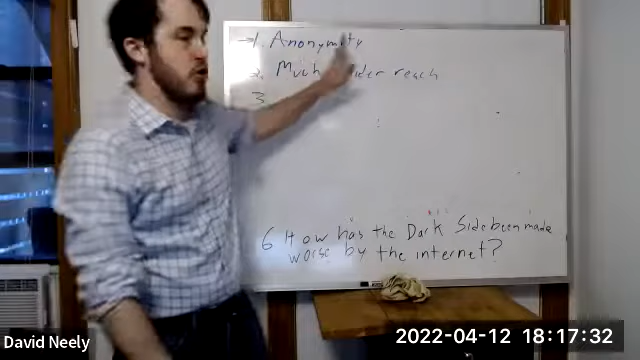 1. Anonymity
2. Much wider reach
3
6 How has the Dark Side been made
worse by the internet?
David Neely
2022-04-12 18:17:32